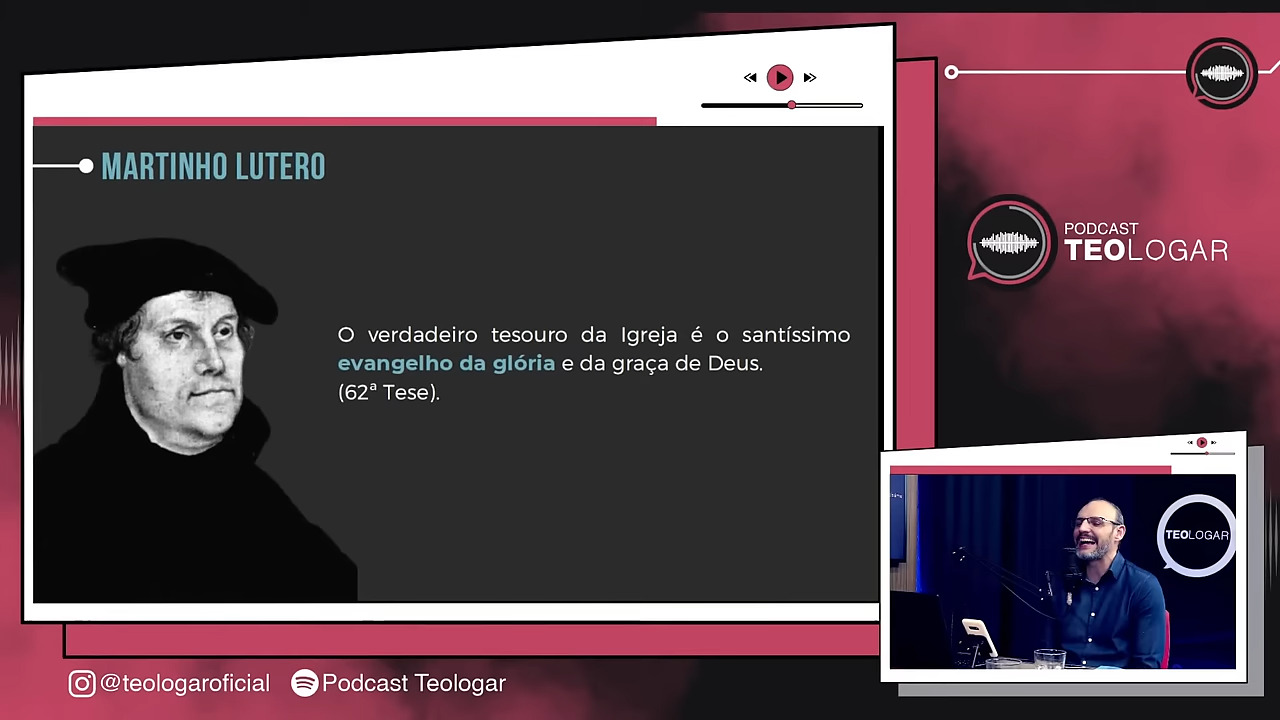 MARTINHO LUTERO
O verdadeiro tesouro da Igreja é o santíssimo
evangelho da glória e da graça de Deus.
(62ª Tese).
PODCAST
TEOLOGAR
TEOLOGAR
@teologaroficial
Podcast Teologar